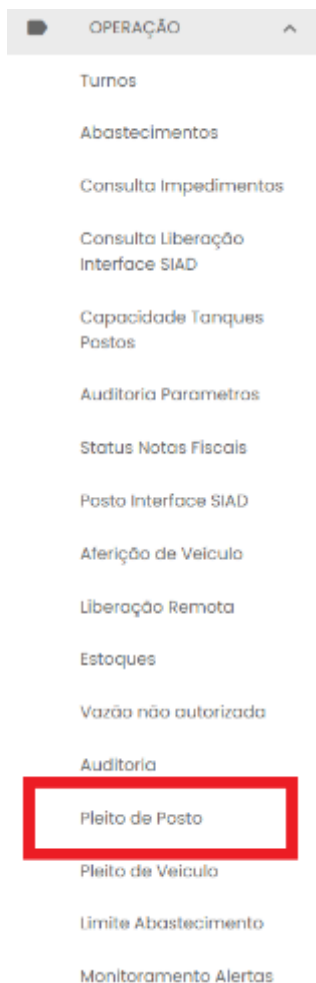 OPERAÇÃO
Turnos
Abastecimentos
Consulta Impedimentos
Consulta Liberação
Interface SIAD
Capacidade Tanques
Postos
Auditoria Parametros
Status Notas Fiscais
Posto Interface SIAD
Aferição de Veiculo
Liberação Remota
Estoques
Vazão não autorizada
Auditoria
Pleito de Posto
Pleito de Veiculo
Limite Abastecimento
Monitoramento Alertas